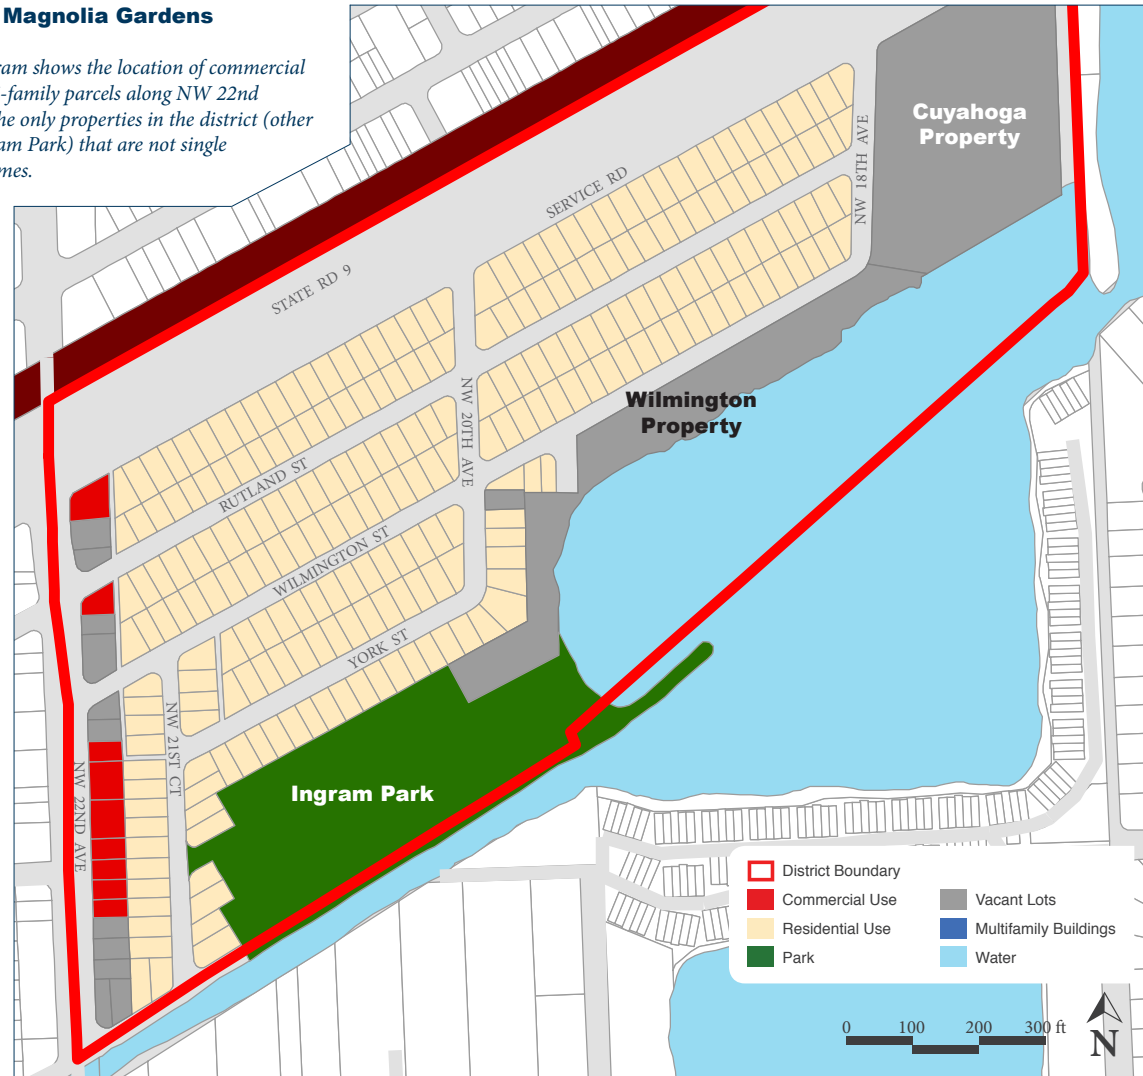 Magnolia Gardens
ram shows the location of commercial
-family parcels along NW 22nd
he only properties in the district (other
am Park) that are not single
mes.
Cuyahoga
Property
NW 18TH AVE
SERVICE RD
STATE RD 9
Wilmington
Property
NW 20TH AVE
RUTLAND ST
WILMINGTON ST
YORK ST
NW 21ST CT
NW 22ND AVE
Ingram Park
District Boundary
Commercial Use
Residential Use
Park
Vacant Lots
Multifamily Buildings
Water
0 100 200 300 ft
N